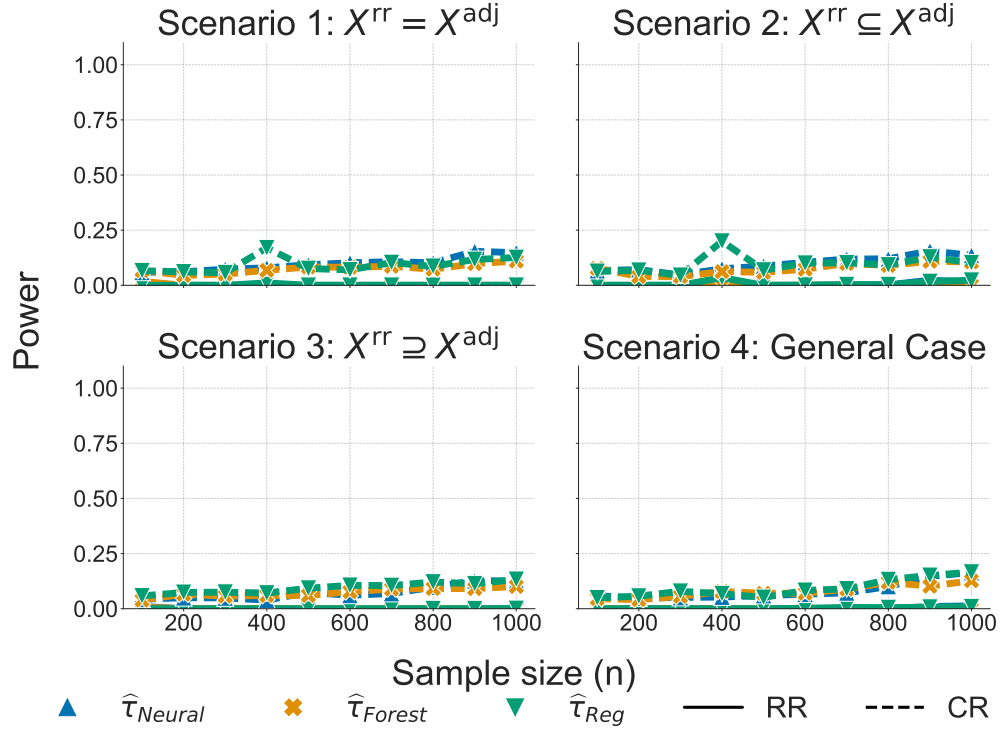 Scenario 1: X^rr = X^adj
Scenario 2: X^rr ⊆ X^adj
1.00
0.75
0.50
0.25
0.00
Power
Scenario 3: X^rr ⊇ X^adj
Scenario 4: General Case
1.00
0.75
0.50
0.25
0.00
200 400 600 800 1000
200 400 600 800 1000
Sample size (n)
τ̂_Neural τ̂_Forest τ̂_Reg RR CR